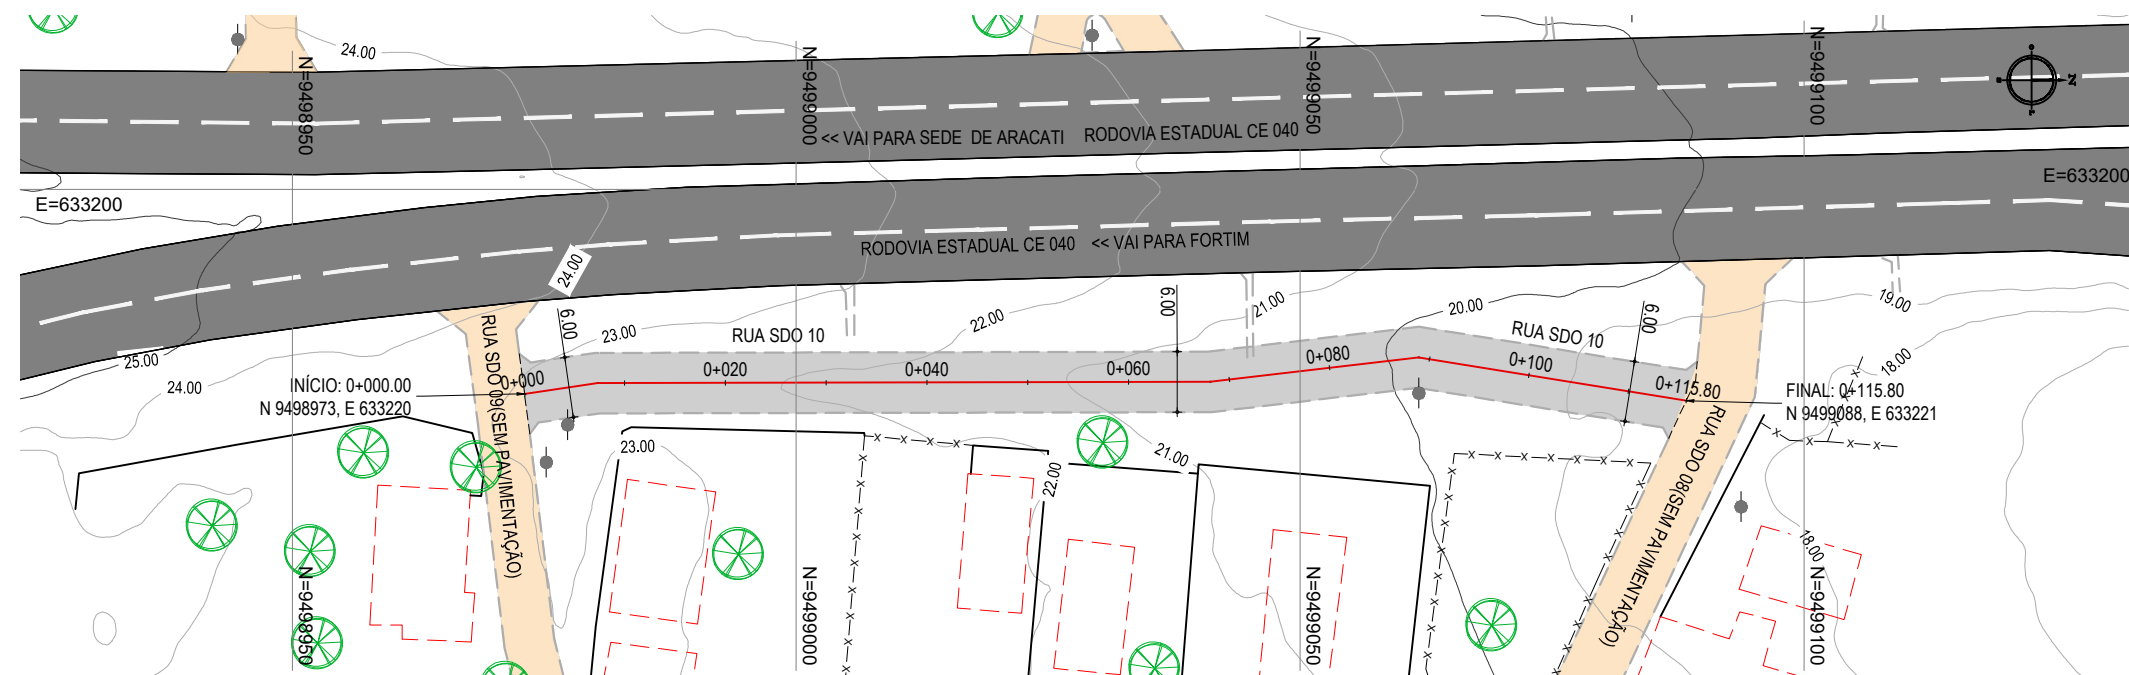 24.00
N=9498950
N=9499000
N=9499050
N=9499100
N
<< VAI PARA SEDE  DE ARACATI
RODOVIA ESTADUAL CE 040
E=633200
E=633200
RODOVIA ESTADUAL CE 040
<< VAI PARA FORTIM
24.00
25.00
24.00
6.00
23.00
RUA SDO 10
22.00
6.00
21.00
20.00
RUA SDO 10
6.00
19.00
18.00
INÍCIO: 0+000.00
N 9498973, E 633220
0+000
0+020
0+040
0+060
0+080
0+100
0+115.80
FINAL: 0+115.80
N 9499088, E 633221
RUA SDO 09(SEM PAVIMENTAÇÃO)
23.00
22.00
21.00
RUA SDO 08(SEM PAVIMENTAÇÃO)
18.00
N=9498950
N=9499000
N=9499050
N=9499100